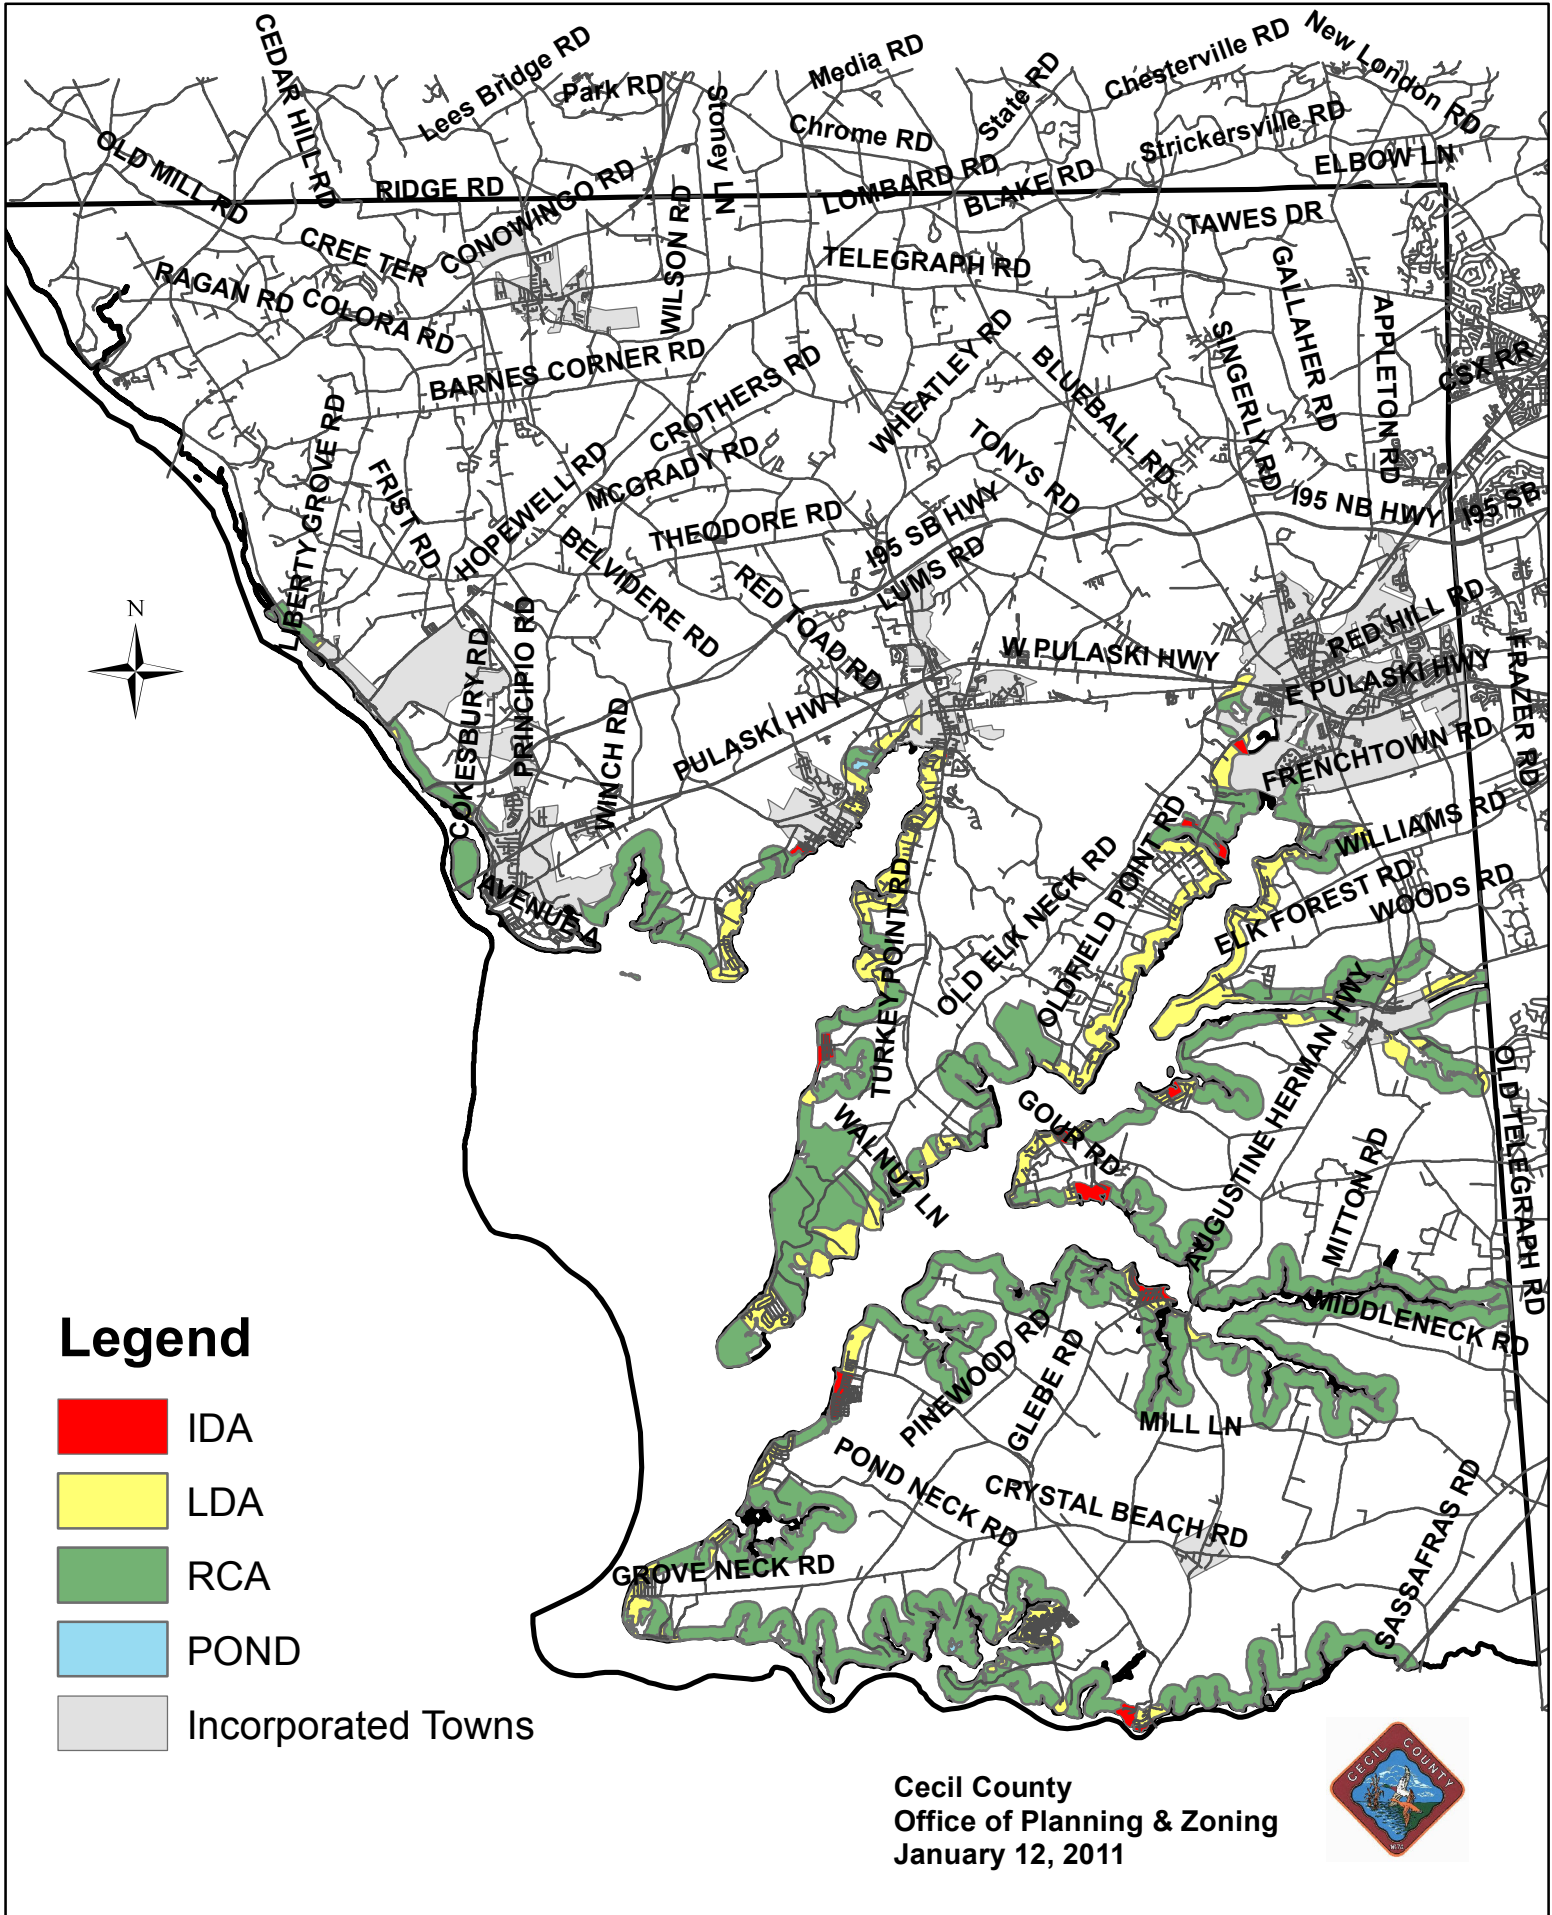 CEDAR HILL RD
Lees Bridge RD
Park RD
Stoney LN
Media RD
State RD
Chesterville RD
New London RD
Chrome RD
Strickersville RD
ELBOW LN
OLD MILL RD
RIDGE RD
CONOWINGO RD
WILSON RD
LOMBARD RD
BLAKE RD
TAWES DR
CREE TER
TELEGRAPH RD
RAGAN RD
COLORA RD
GALLAHER RD
APPLETON RD
SINGERLY RD
CSX RR
BARNES CORNER RD
CROTHERS RD
WHEATLEY RD
BLUEBALL RD
LIBERTY GROVE RD
FRIST RD
HOPEWELL RD
MCGRADY RD
TONYS RD
I95 NB HWY
I95 SB
THEODORE RD
I95 SB HWY
BELVIDERE RD
LUMS RD
RED TOAD RD
N
PRINCIPIO RD
COKESBURY RD
W PULASKI HWY
RED HILL RD
E PULASKI HWY
FRAZER RD
WINCH RD
PULASKI HWY
FRENCHTOWN RD
OLDFIELD POINT RD
WILLIAMS RD
OLD ELK NECK RD
ELK FOREST RD
WOODS RD
AVENUE A
TURKEY POINT RD
AUGUSTINE HERMAN HWY
OLD TELEGRAPH RD
GOUR RD
WALNUT LN
MITTON RD
MIDDLENECK RD
PINEWOOD RD
GLEBE RD
MILL LN
POND NECK RD
CRYSTAL BEACH RD
SASSAFRAS RD
GROVE NECK RD
Legend
IDA
LDA
RCA
POND
Incorporated Towns
Cecil County
Office of Planning & Zoning
January 12, 2011
CECIL COUNTY